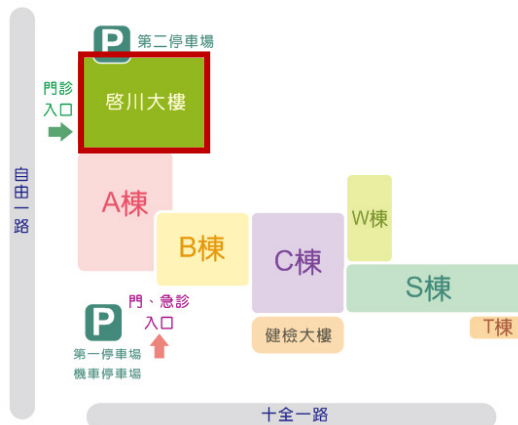 P 第二停車場
啓川大樓
門診
入口
自由一路
A棟
B棟
C棟
W棟
S棟
T棟
門、急診
入口
P
第一停車場
機車停車場
健檢大樓
十全一路